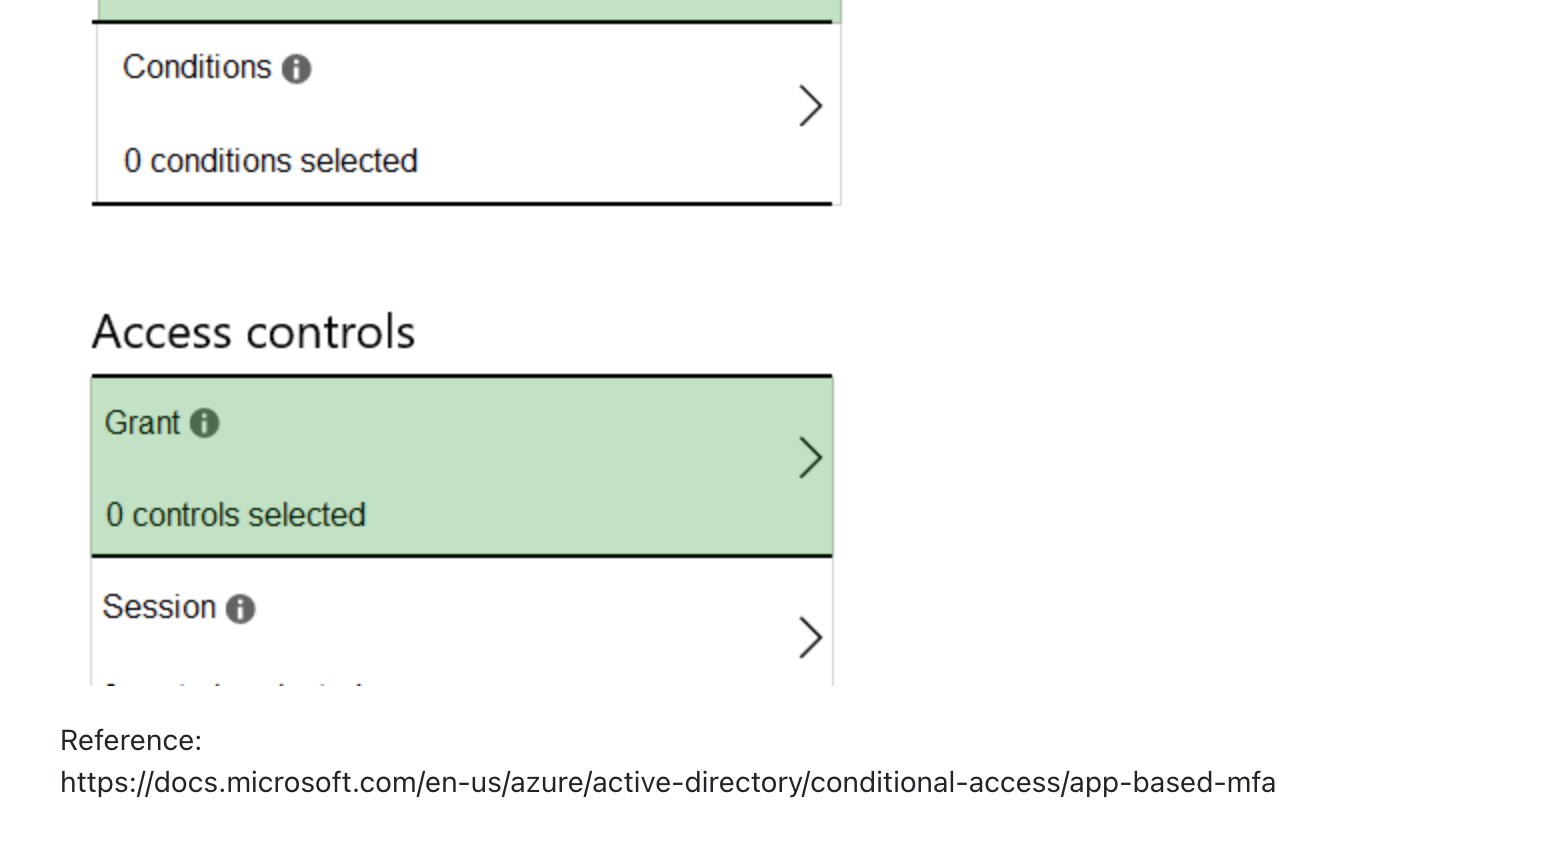 Conditions
0 conditions selected
Access controls
Grant
0 controls selected
Session
Reference:
https://docs.microsoft.com/en-us/azure/active-directory/conditional-access/app-based-mfa